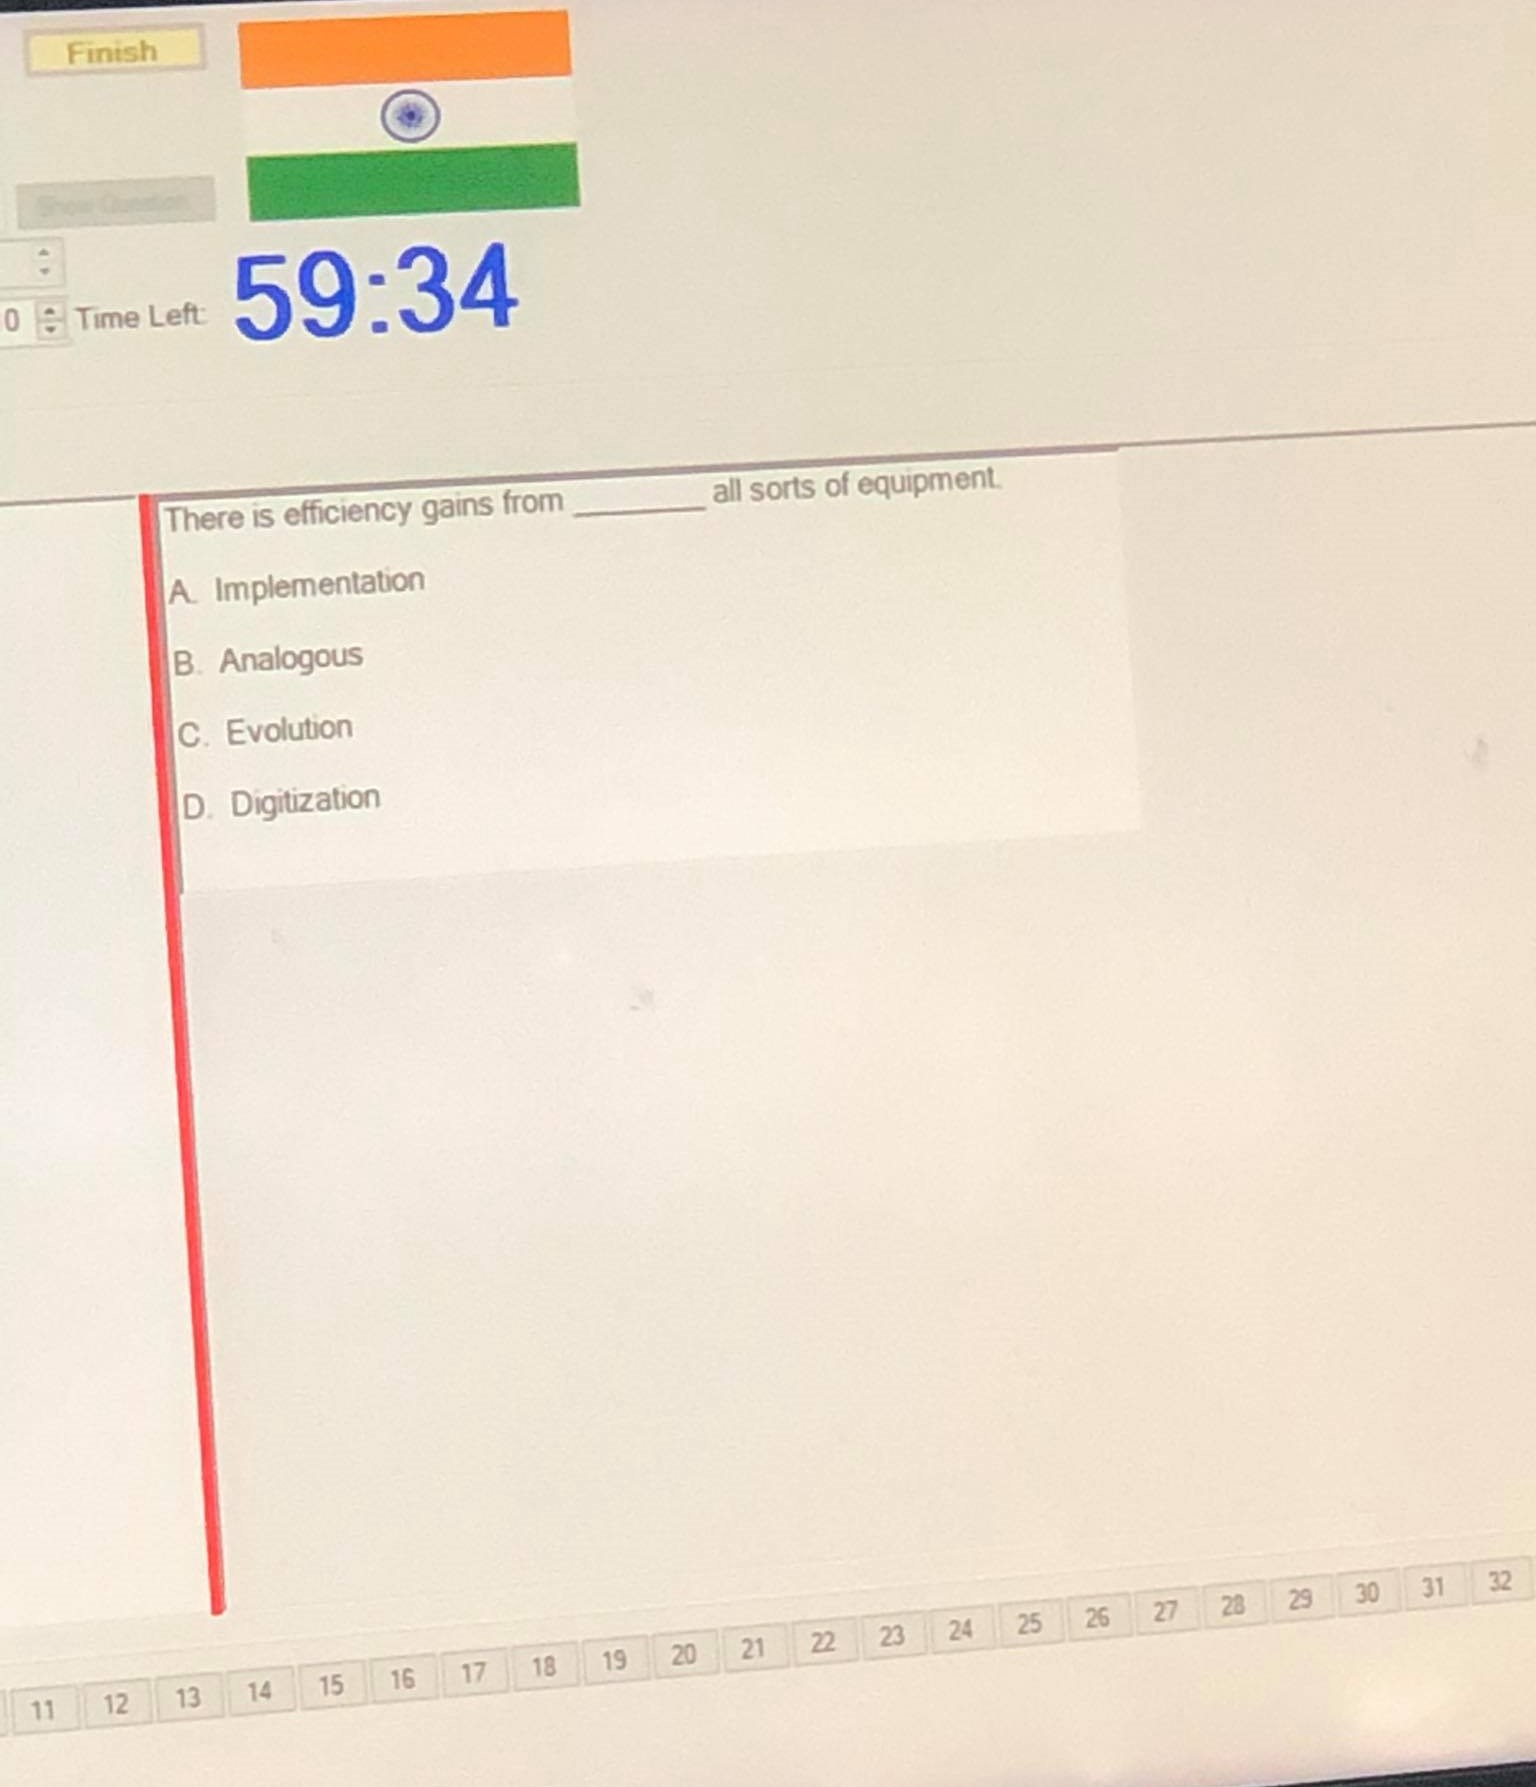 Finish
Show Question
0 Time Left: 59:34
There is efficiency gains from ________ all sorts of equipment.
A. Implementation
B. Analogous
C. Evolution
D. Digitization
11 12 13 14 15 16 17 18 19 20 21 22 23 24 25 26 27 28 29 30 31 32